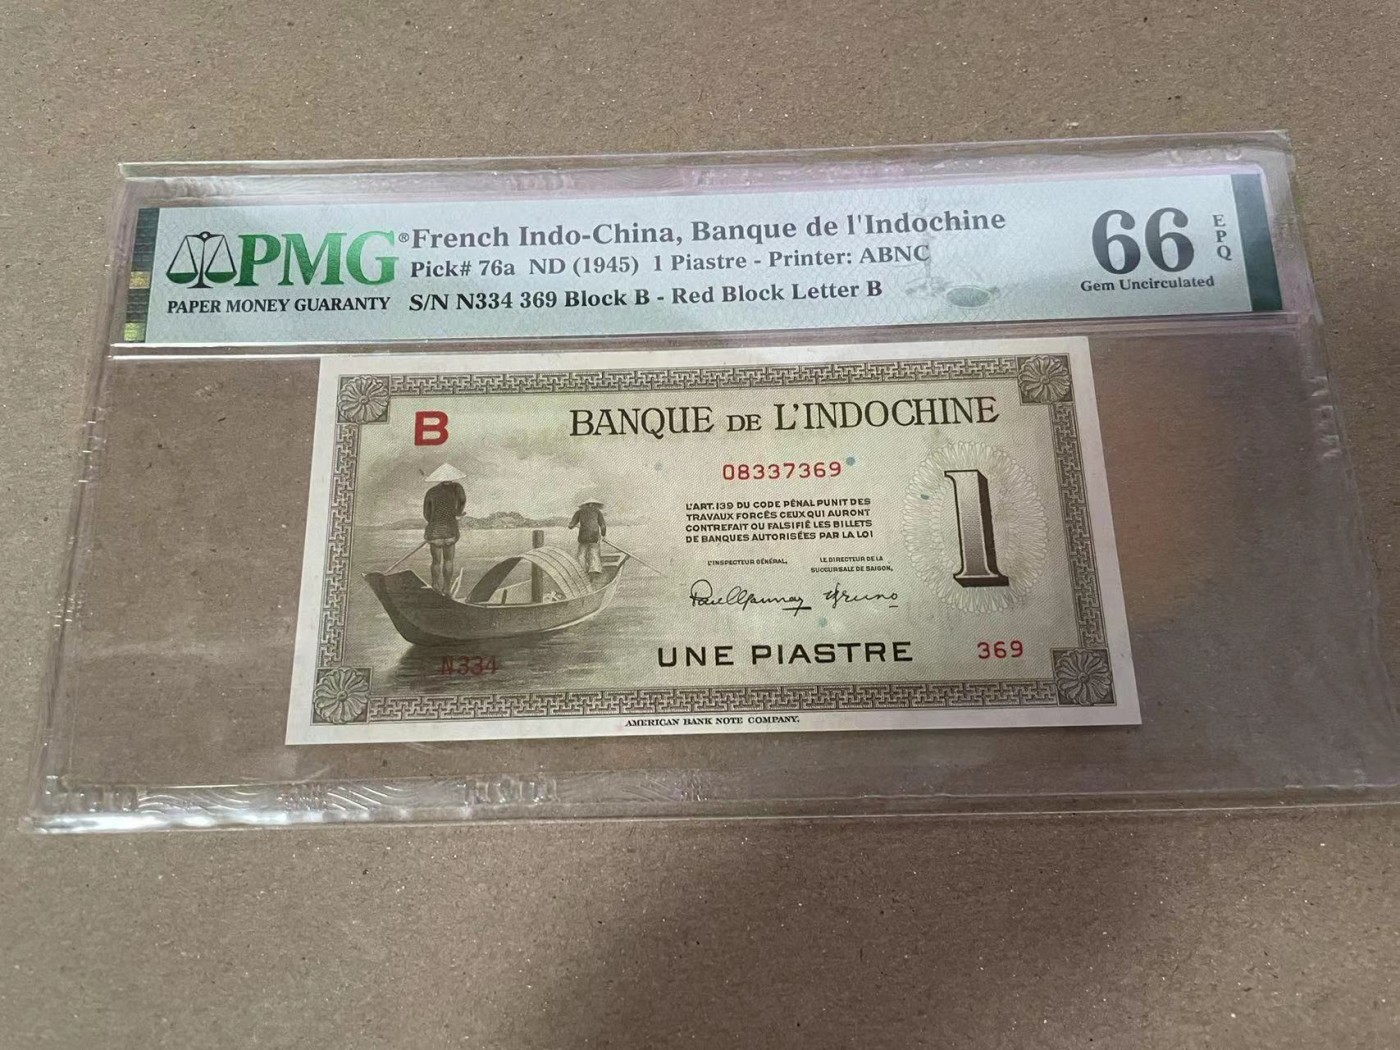 PMG®
PAPER MONEY GUARANTY
French Indo-China, Banque de l'Indochine
Pick# 76a ND (1945) 1 Piastre - Printer: ABNC
S/N N334 369 Block B - Red Block Letter B
66
EPQ
Gem Uncirculated
B
BANQUE DE L'INDOCHINE
08337369
L'ART.139 DU CODE PÉNAL PUNIT DES
TRAVAUX FORCÉS CEUX QUI AURONT
CONTREFAIT OU FALSIFIÉ LES BILLETS
DE BANQUES AUTORISÉES PAR LA LOI
1
L'INSPECTEUR GÉNÉRAL,
LE DIRECTEUR DE LA
SUCCURSALE DE SAIGON,
N334
UNE PIASTRE
369
AMERICAN BANK NOTE COMPANY.